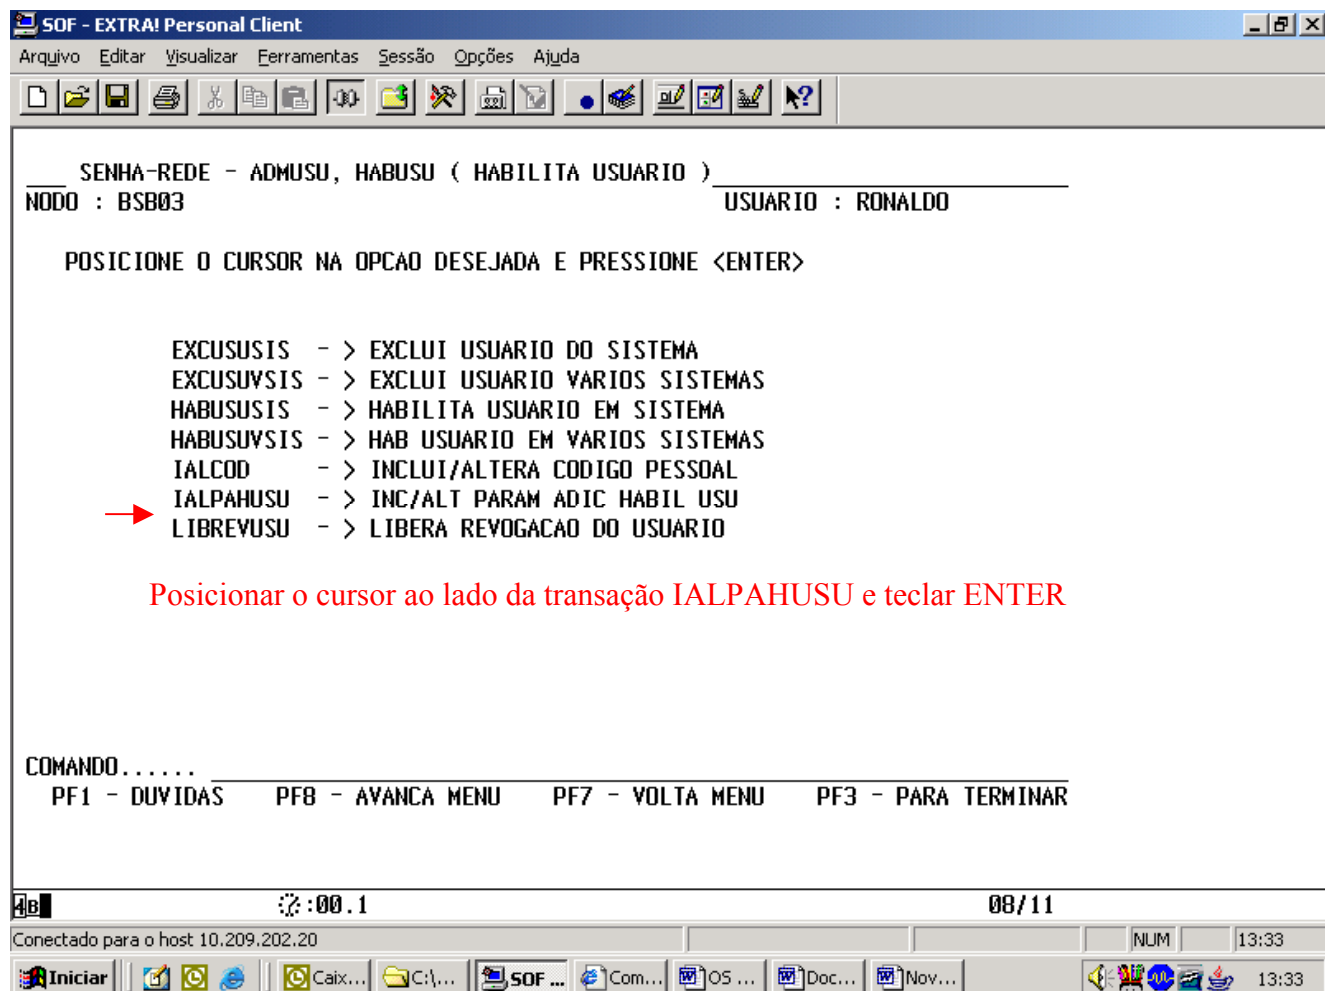 SOF - EXTRA! Personal Client
Arquivo Editar Visualizar Ferramentas Sessão Opções Ajuda
SENHA-REDE - ADMUSU, HABUSU ( HABILITA USUARIO )
NODO : BSB03 USUARIO : RONALDO
POSICIONE O CURSOR NA OPCAO DESEJADA E PRESSIONE <ENTER>
EXCUSUSIS - > EXCLUI USUARIO DO SISTEMA
EXCUSUVSIS - > EXCLUI USUARIO VARIOS SISTEMAS
HABUSUSIS - > HABILITA USUARIO EM SISTEMA
HABUSUVSIS - > HAB USUARIO EM VARIOS SISTEMAS
IALCOD - > INCLUI/ALTERA CODIGO PESSOAL
IALPAHUSU - > INC/ALT PARAM ADIC HABIL USU
LIBREVUSU - > LIBERA REVOGACAO DO USUARIO
Posicionar o cursor ao lado da transação IALPAHUSU e teclar ENTER
COMANDO......
PF1 - DUVIDAS PF8 - AVANCA MENU PF7 - VOLTA MENU PF3 - PARA TERMINAR
4B :00.1 08/11
Conectado para o host 10.209.202.20 NUM 13:33
Iniciar Caix... C:\... SOF ... Com... OS ... Doc... Nov... 13:33